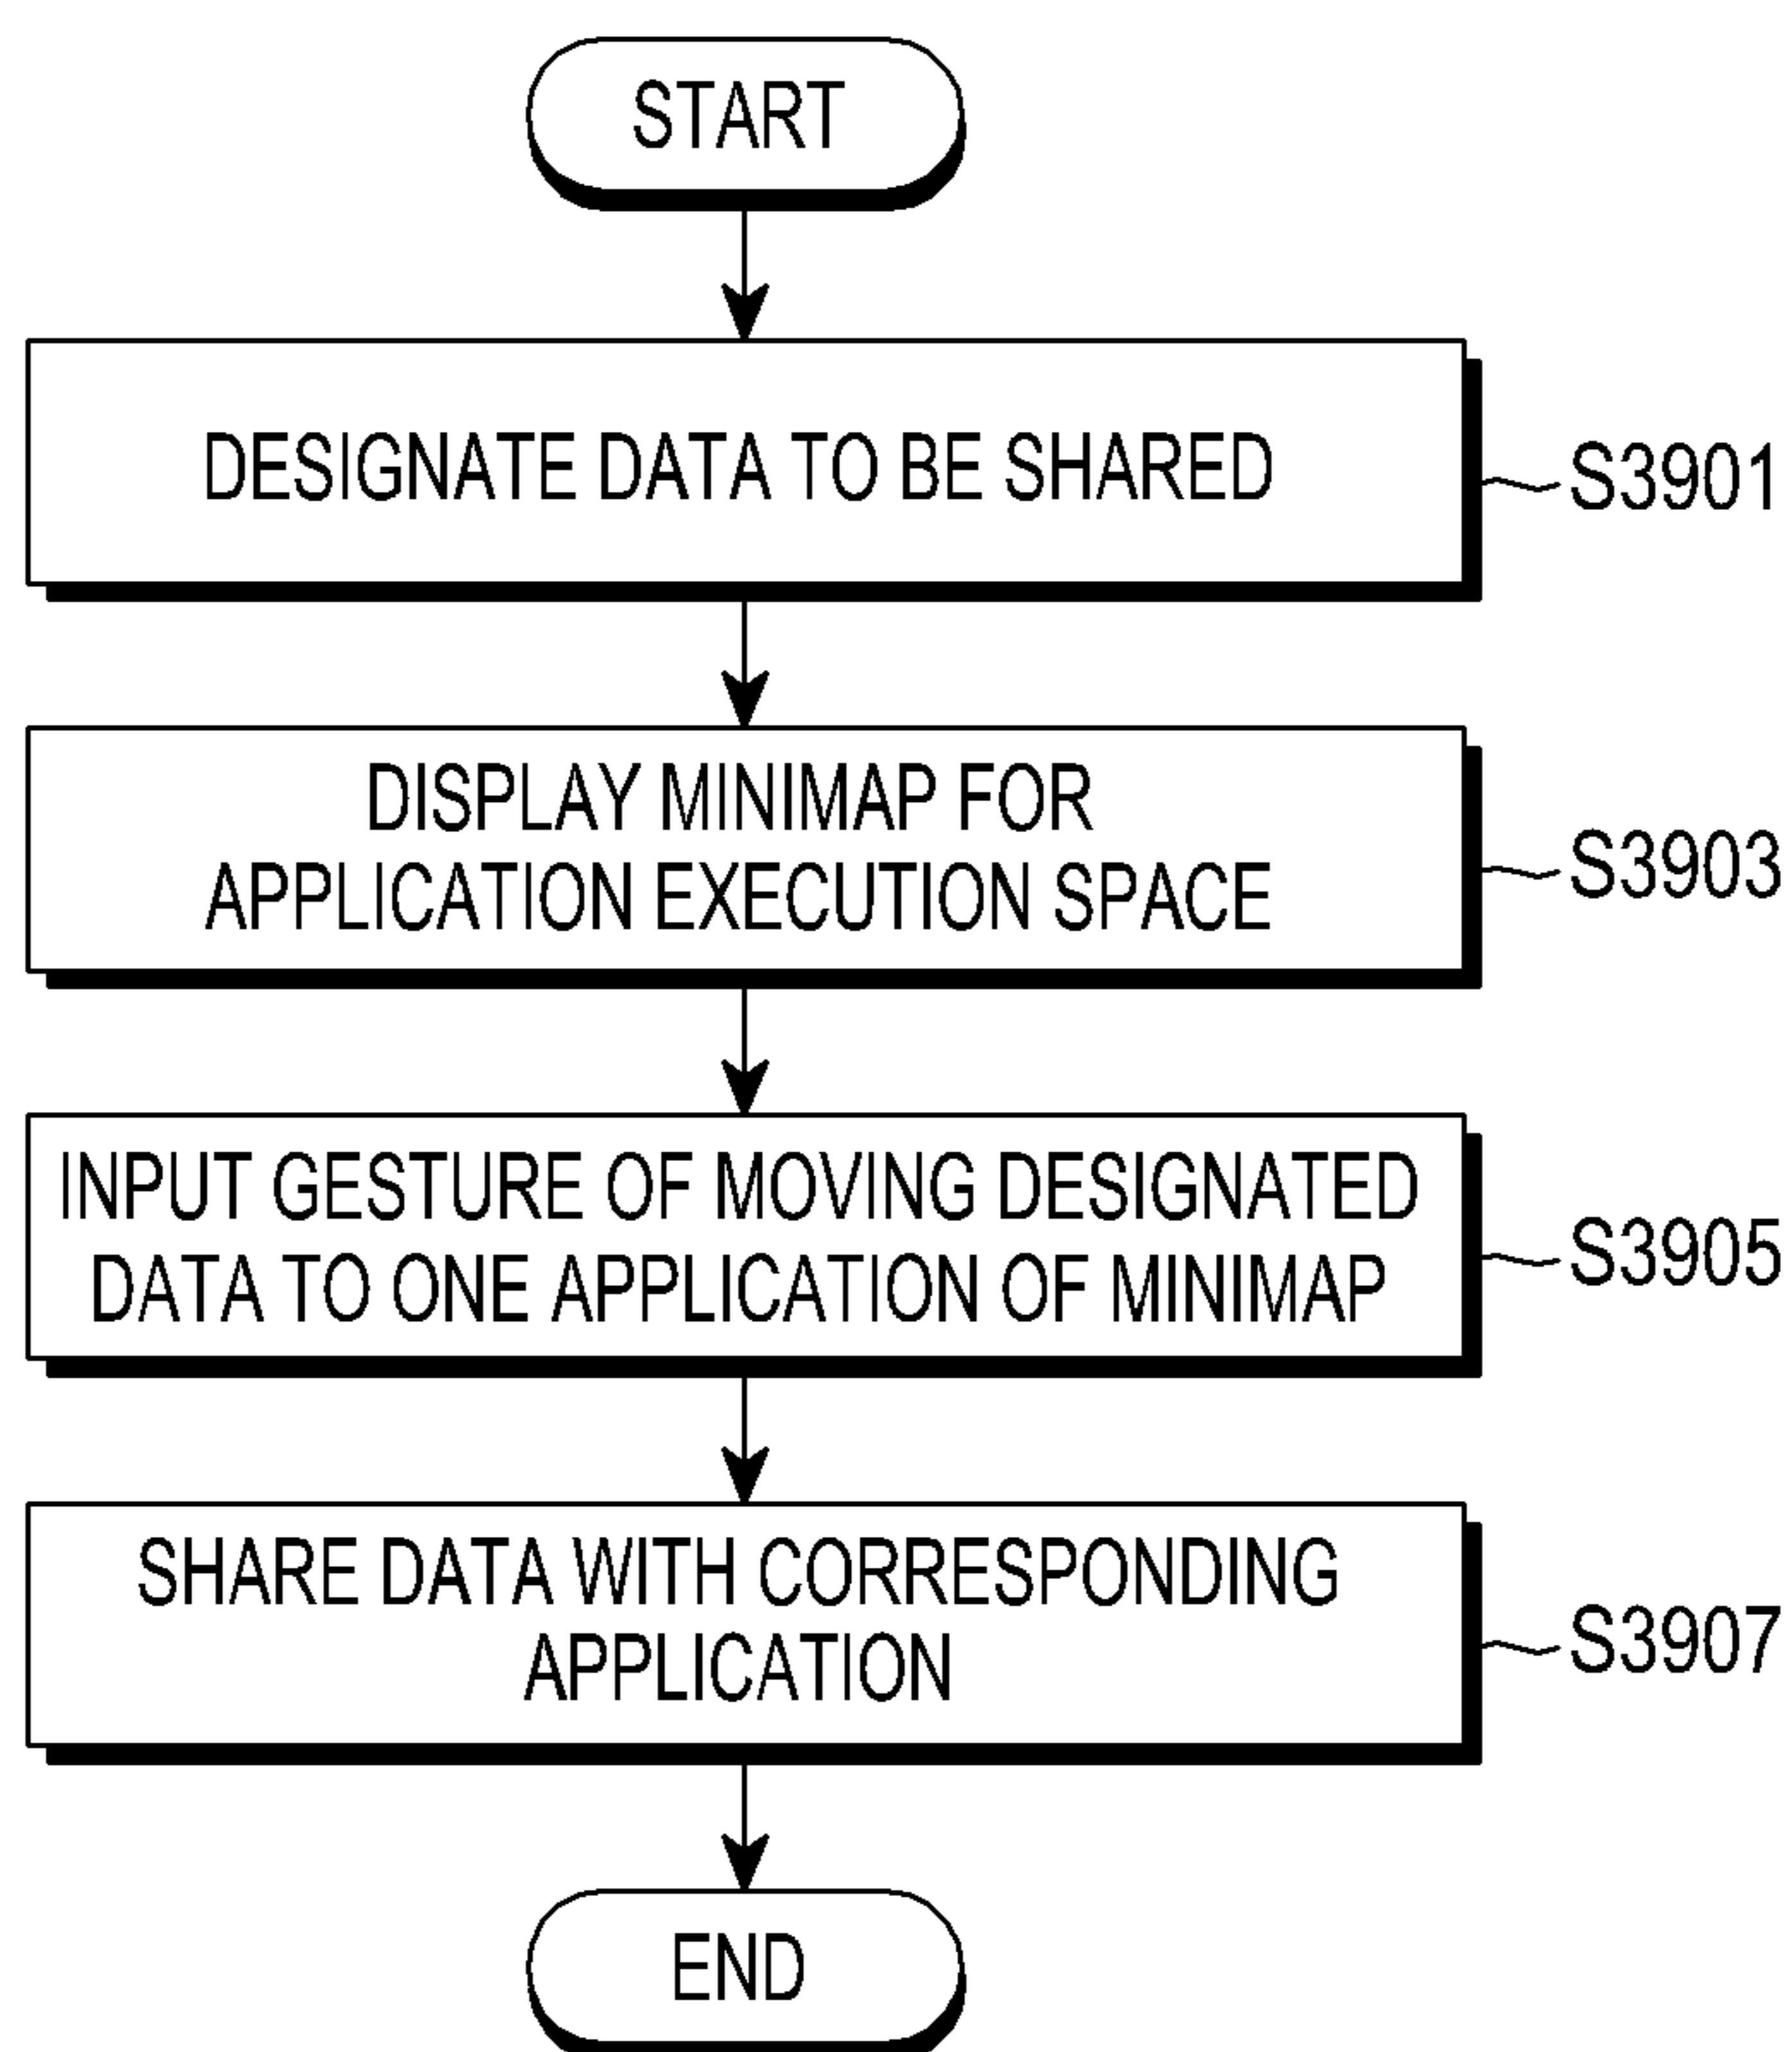 START
DESIGNATE DATA TO BE SHARED
S3901
DISPLAY MINIMAP FOR
APPLICATION EXECUTION SPACE
S3903
INPUT GESTURE OF MOVING DESIGNATED
DATA TO ONE APPLICATION OF MINIMAP
S3905
SHARE DATA WITH CORRESPONDING
APPLICATION
S3907
END